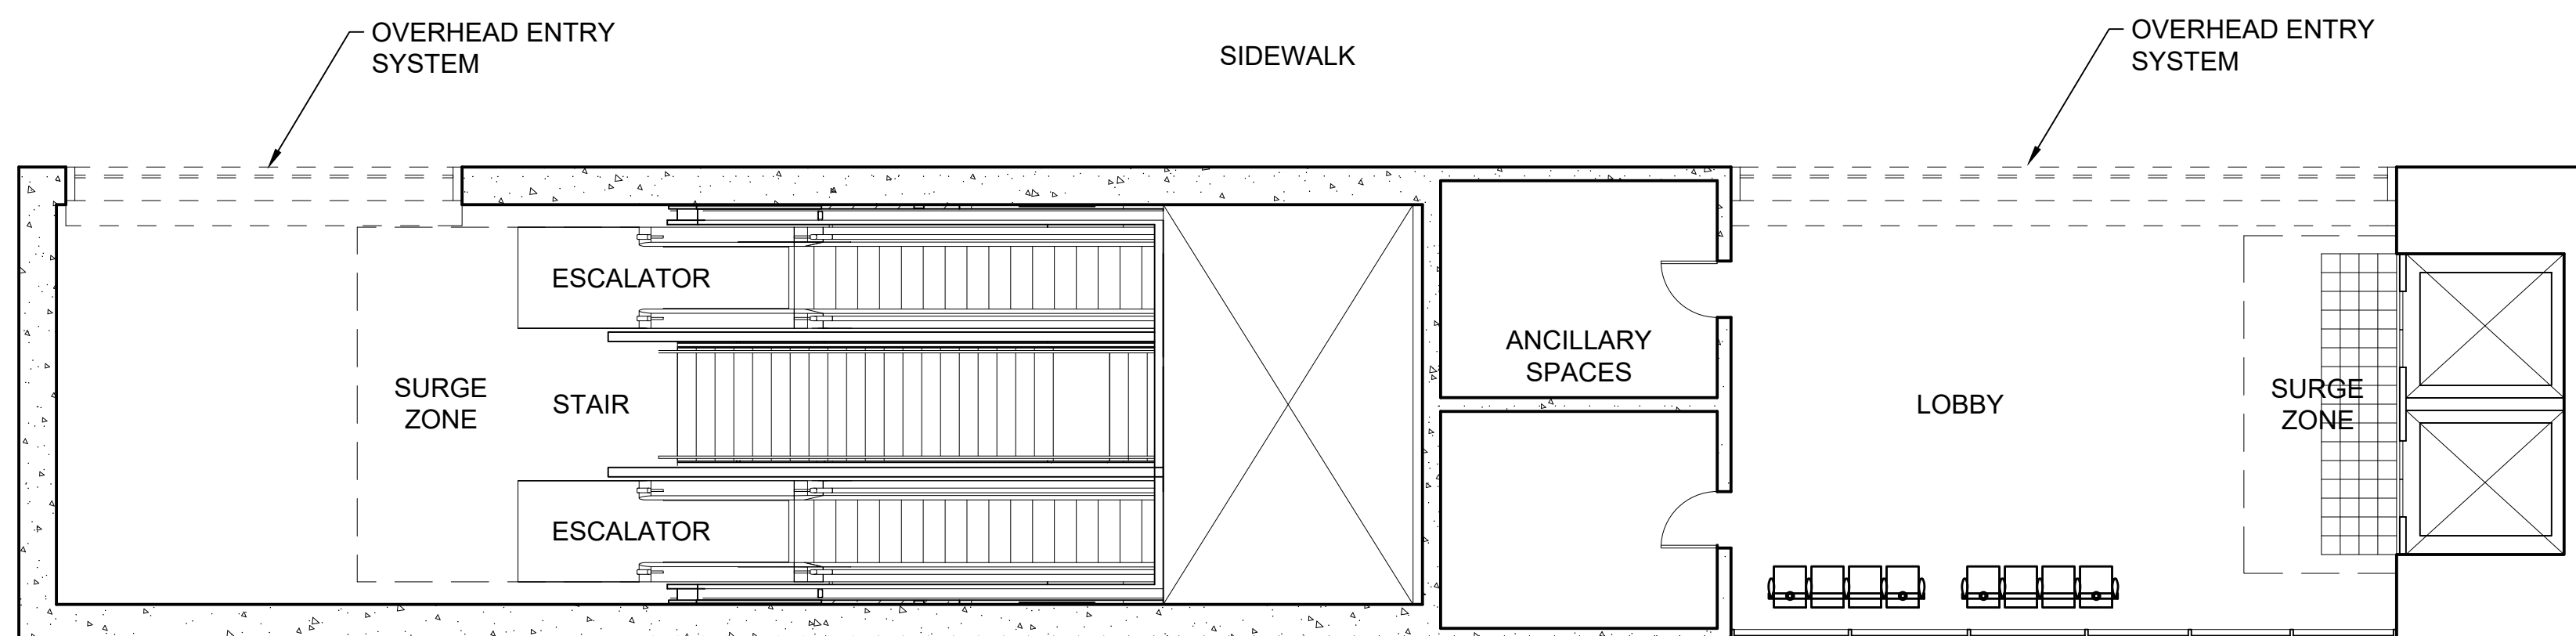 OVERHEAD ENTRY
SYSTEM
SIDEWALK
OVERHEAD ENTRY
SYSTEM
ESCALATOR
SURGE
ZONE
STAIR
ESCALATOR
ANCILLARY
SPACES
LOBBY
SURGE
ZONE